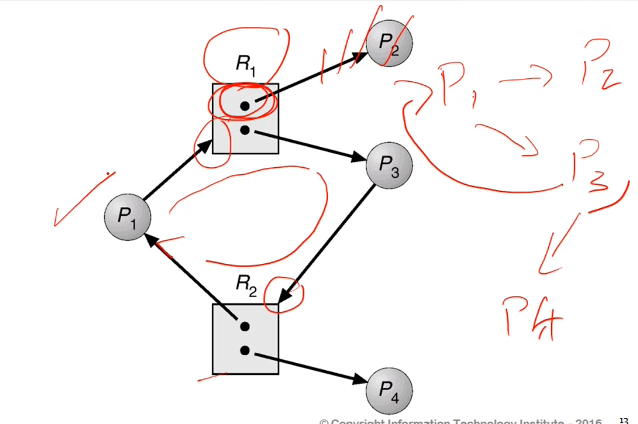 P2
R1
P1 → P2
P3
P3
P1
R2
P4
P4
© Copyright Information Technology Institute - 2016
13